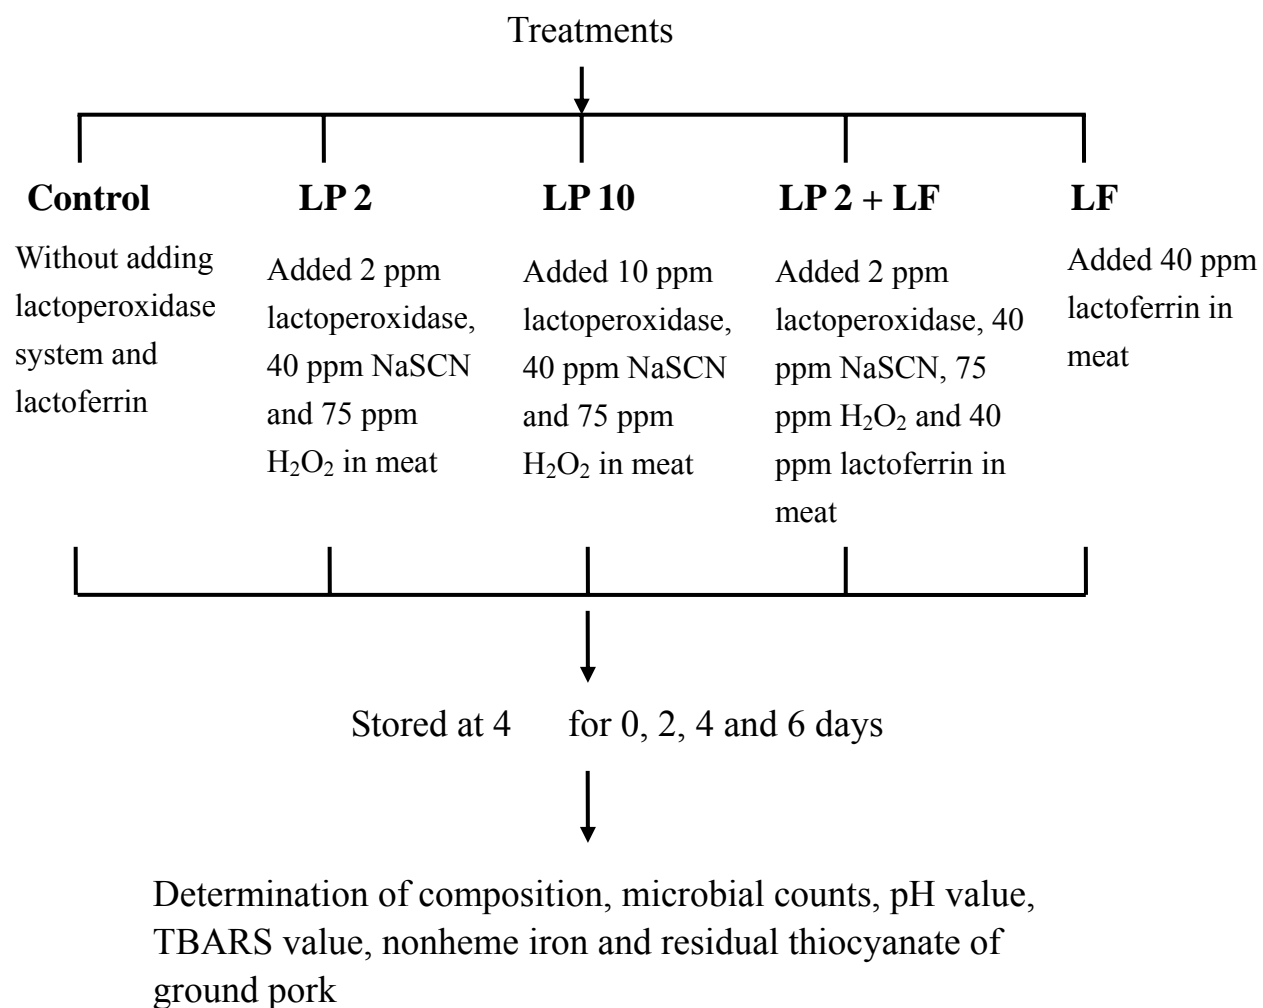 Treatments
Control
Without adding
lactoperoxidase
system and
lactoferrin
LP 2
Added 2 ppm
lactoperoxidase,
40 ppm NaSCN
and 75 ppm
H₂O₂ in meat
LP 10
Added 10 ppm
lactoperoxidase,
40 ppm NaSCN
and 75 ppm
H₂O₂ in meat
LP 2 + LF
Added 2 ppm
lactoperoxidase, 40
ppm NaSCN, 75
ppm H₂O₂ and 40
ppm lactoferrin in
meat
LF
Added 40 ppm
lactoferrin in
meat
Stored at 4 for 0, 2, 4 and 6 days
Determination of composition, microbial counts, pH value,
TBARS value, nonheme iron and residual thiocyanate of
ground pork